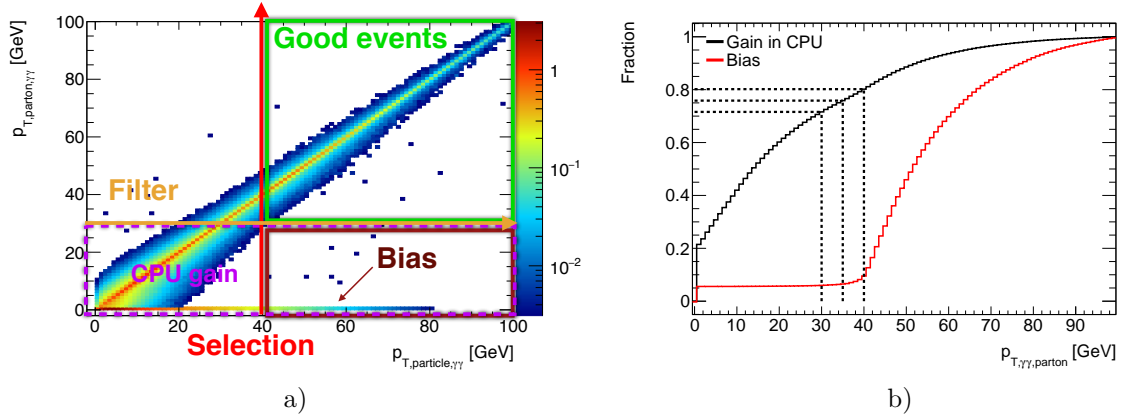 Good events
Filter
CPU gain
Bias
Selection
p_T,parton,γγ [GeV]
100
80
60
40
20
0
0 20 40 60 80 100
p_T,particle,γγ [GeV]
1
10^-1
10^-2
a)
Gain in CPU
Bias
Fraction
1
0.8
0.6
0.4
0.2
0
0 10 20 30 40 50 60 70 80 90
p_T,γγ,parton [GeV]
b)